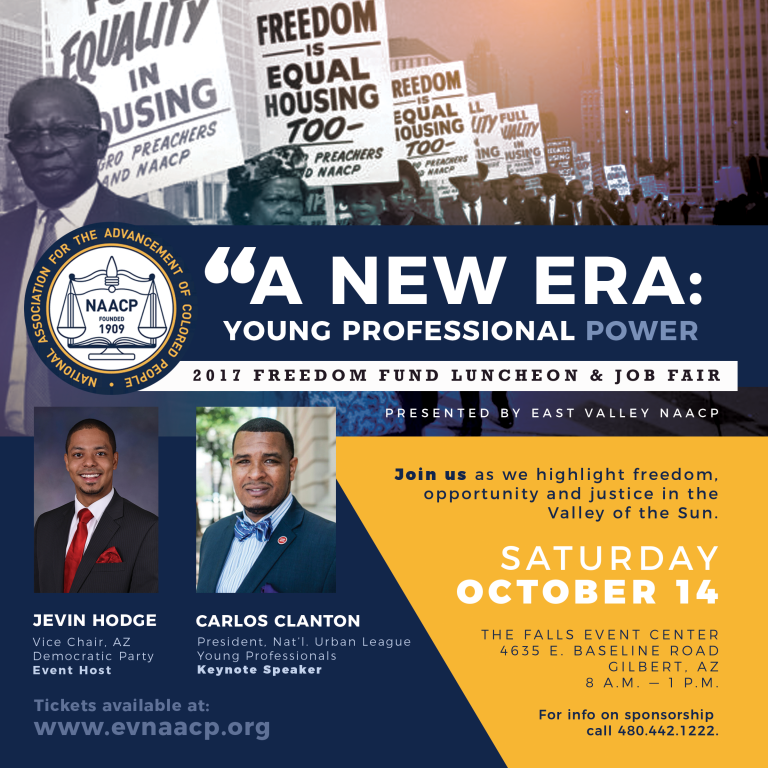 EQUALITY
IN
HOUSING
PREACHERS
AND NAACP
FREEDOM
IS
EQUAL
HOUSING
TOO-
PREACHERS
NAACP
FREEDOM
IS
EQUAL
HOUSING
TOO-
PREACHERS
NAACP
FULL
NATIONAL ASSOCIATION FOR THE ADVANCEMENT OF COLORED PEOPLE
NAACP
FOUNDED
1909
“A NEW ERA:
YOUNG PROFESSIONAL POWER
2017 FREEDOM FUND LUNCHEON & JOB FAIR
PRESENTED BY EAST VALLEY NAACP
Join us as we highlight freedom,
opportunity and justice in the
Valley of the Sun.
SATURDAY
OCTOBER 14
THE FALLS EVENT CENTER
4635 E. BASELINE ROAD
GILBERT, AZ
8 A.M. — 1 P.M.
For info on sponsorship
call 480.442.1222.
JEVIN HODGE
Vice Chair, AZ
Democratic Party
Event Host
CARLOS CLANTON
President, Nat’l. Urban League
Young Professionals
Keynote Speaker
Tickets available at:
www.evnaacp.org